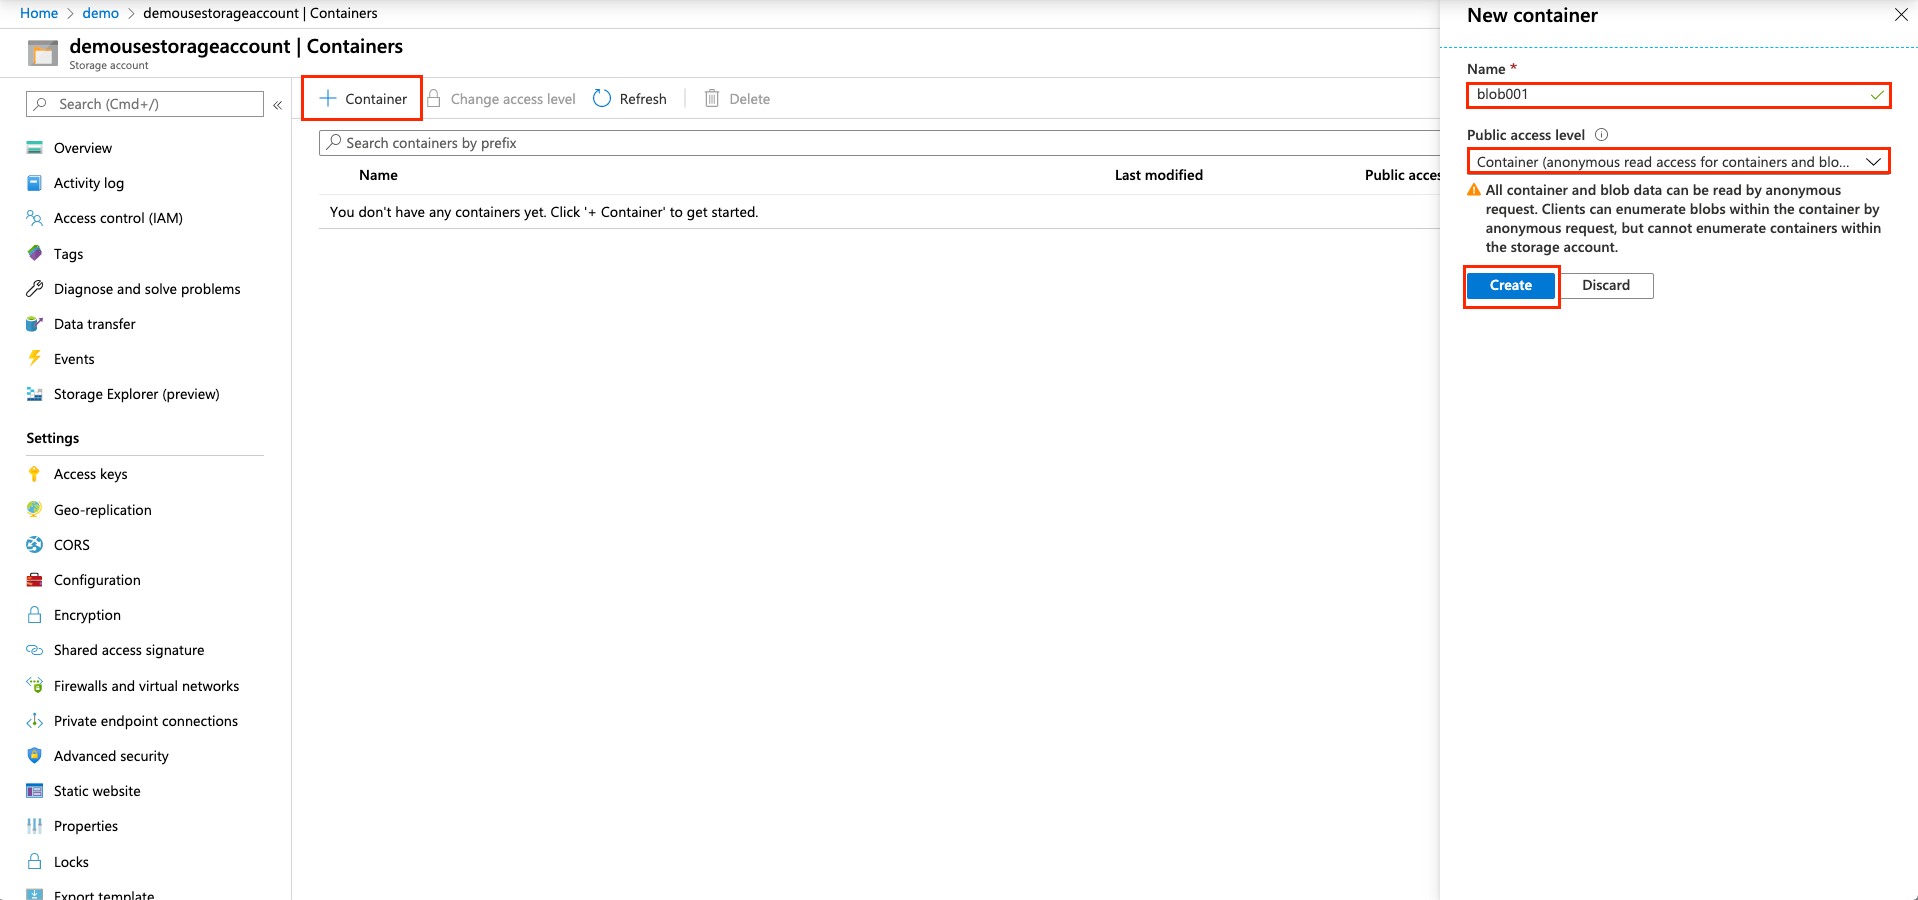 Home > demo > demousestorageaccount | Containers
demousestorageaccount | Containers
Storage account
Search (Cmd+/)
«
Overview
Activity log
Access control (IAM)
Tags
Diagnose and solve problems
Data transfer
Events
Storage Explorer (preview)
Settings
Access keys
Geo-replication
CORS
Configuration
Encryption
Shared access signature
Firewalls and virtual networks
Private endpoint connections
Advanced security
Static website
Properties
Locks
Export template
+ Container Change access level Refresh Delete
Search containers by prefix
Name Last modified Public acces
You don't have any containers yet. Click '+ Container' to get started.
New container
Name *
blob001
Public access level
Container (anonymous read access for containers and blo...
All container and blob data can be read by anonymous
request. Clients can enumerate blobs within the container by
anonymous request, but cannot enumerate containers within
the storage account.
Create Discard